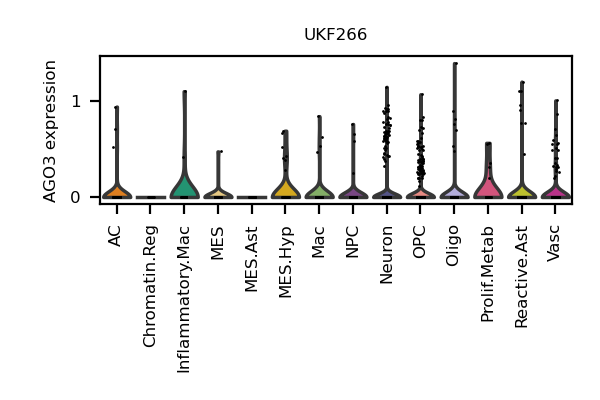 UKF266
AGO3 expression
1
0
AC
Chromatin.Reg
Inflammatory.Mac
MES
MES.Ast
MES.Hyp
Mac
NPC
Neuron
OPC
Oligo
Prolif.Metab
Reactive.Ast
Vasc